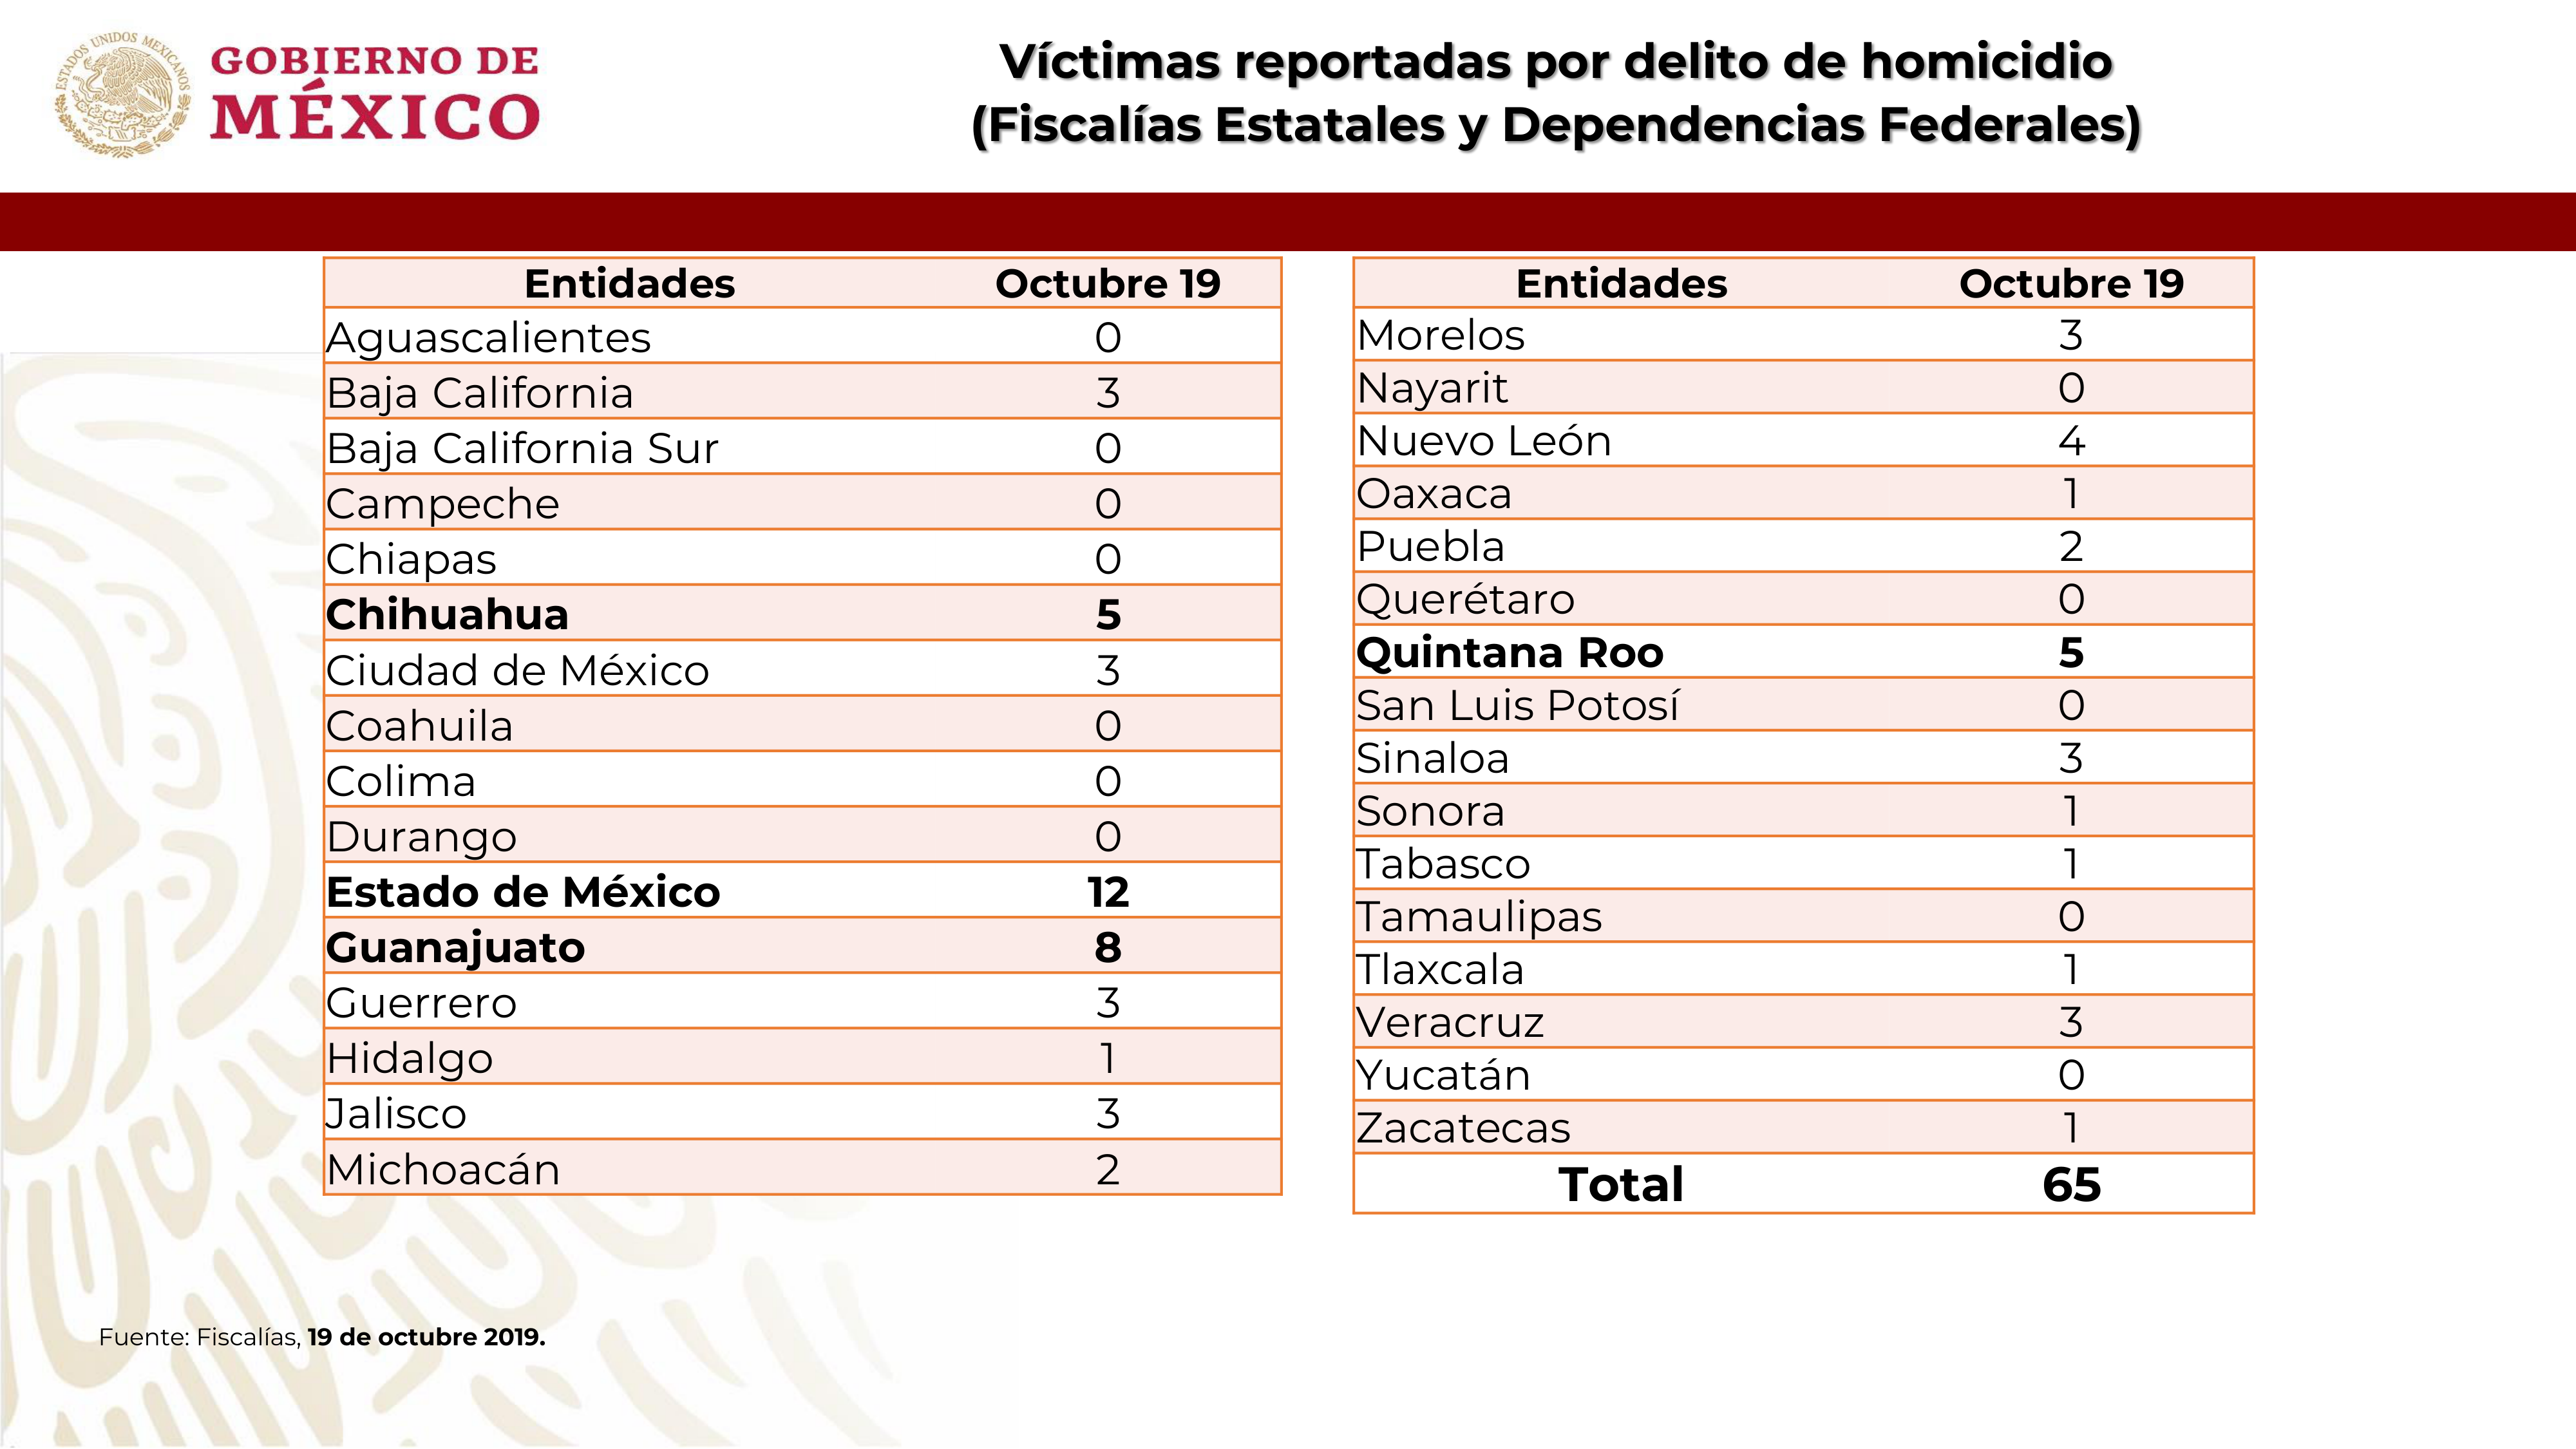 ESTADOS UNIDOS MEXICANOS
GOBIERNO DE
MÉXICO
Víctimas reportadas por delito de homicidio
(Fiscalías Estatales y Dependencias Federales)
Entidades Octubre 19
Aguascalientes 0
Baja California 3
Baja California Sur 0
Campeche 0
Chiapas 0
Chihuahua 5
Ciudad de México 3
Coahuila 0
Colima 0
Durango 0
Estado de México 12
Guanajuato 8
Guerrero 3
Hidalgo 1
Jalisco 3
Michoacán 2
Entidades Octubre 19
Morelos 3
Nayarit 0
Nuevo León 4
Oaxaca 1
Puebla 2
Querétaro 0
Quintana Roo 5
San Luis Potosí 0
Sinaloa 3
Sonora 1
Tabasco 1
Tamaulipas 0
Tlaxcala 1
Veracruz 3
Yucatán 0
Zacatecas 1
Total 65
Fuente: Fiscalías, 19 de octubre 2019.